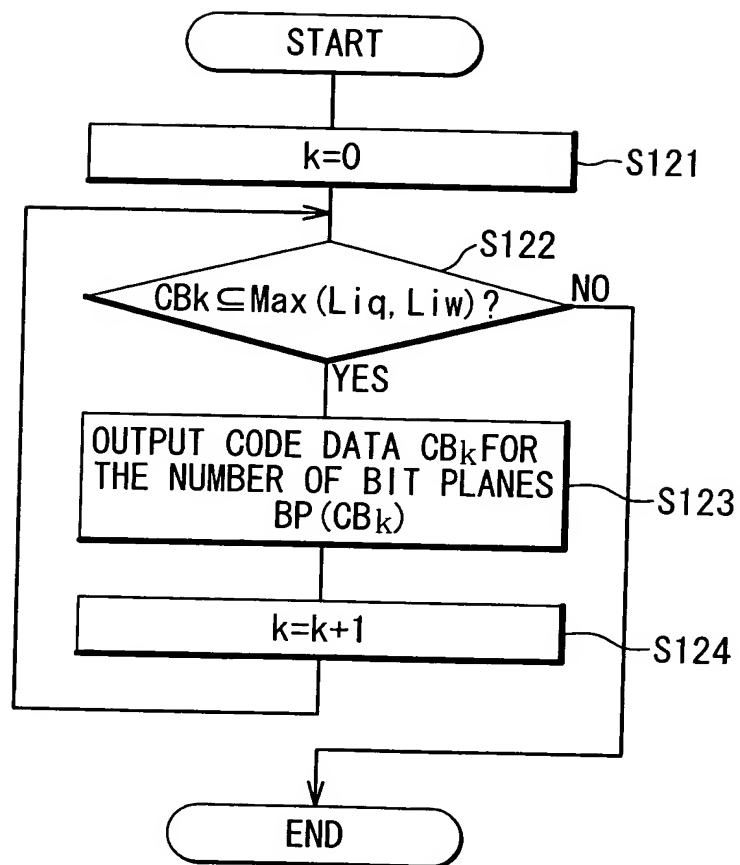 START
k=0
S121
S122
CBk⊆Max(Liq,Liw)?
NO
YES
OUTPUT CODE DATA CBk FOR
THE NUMBER OF BIT PLANES
BP(CBk)
S123
k=k+1
S124
END